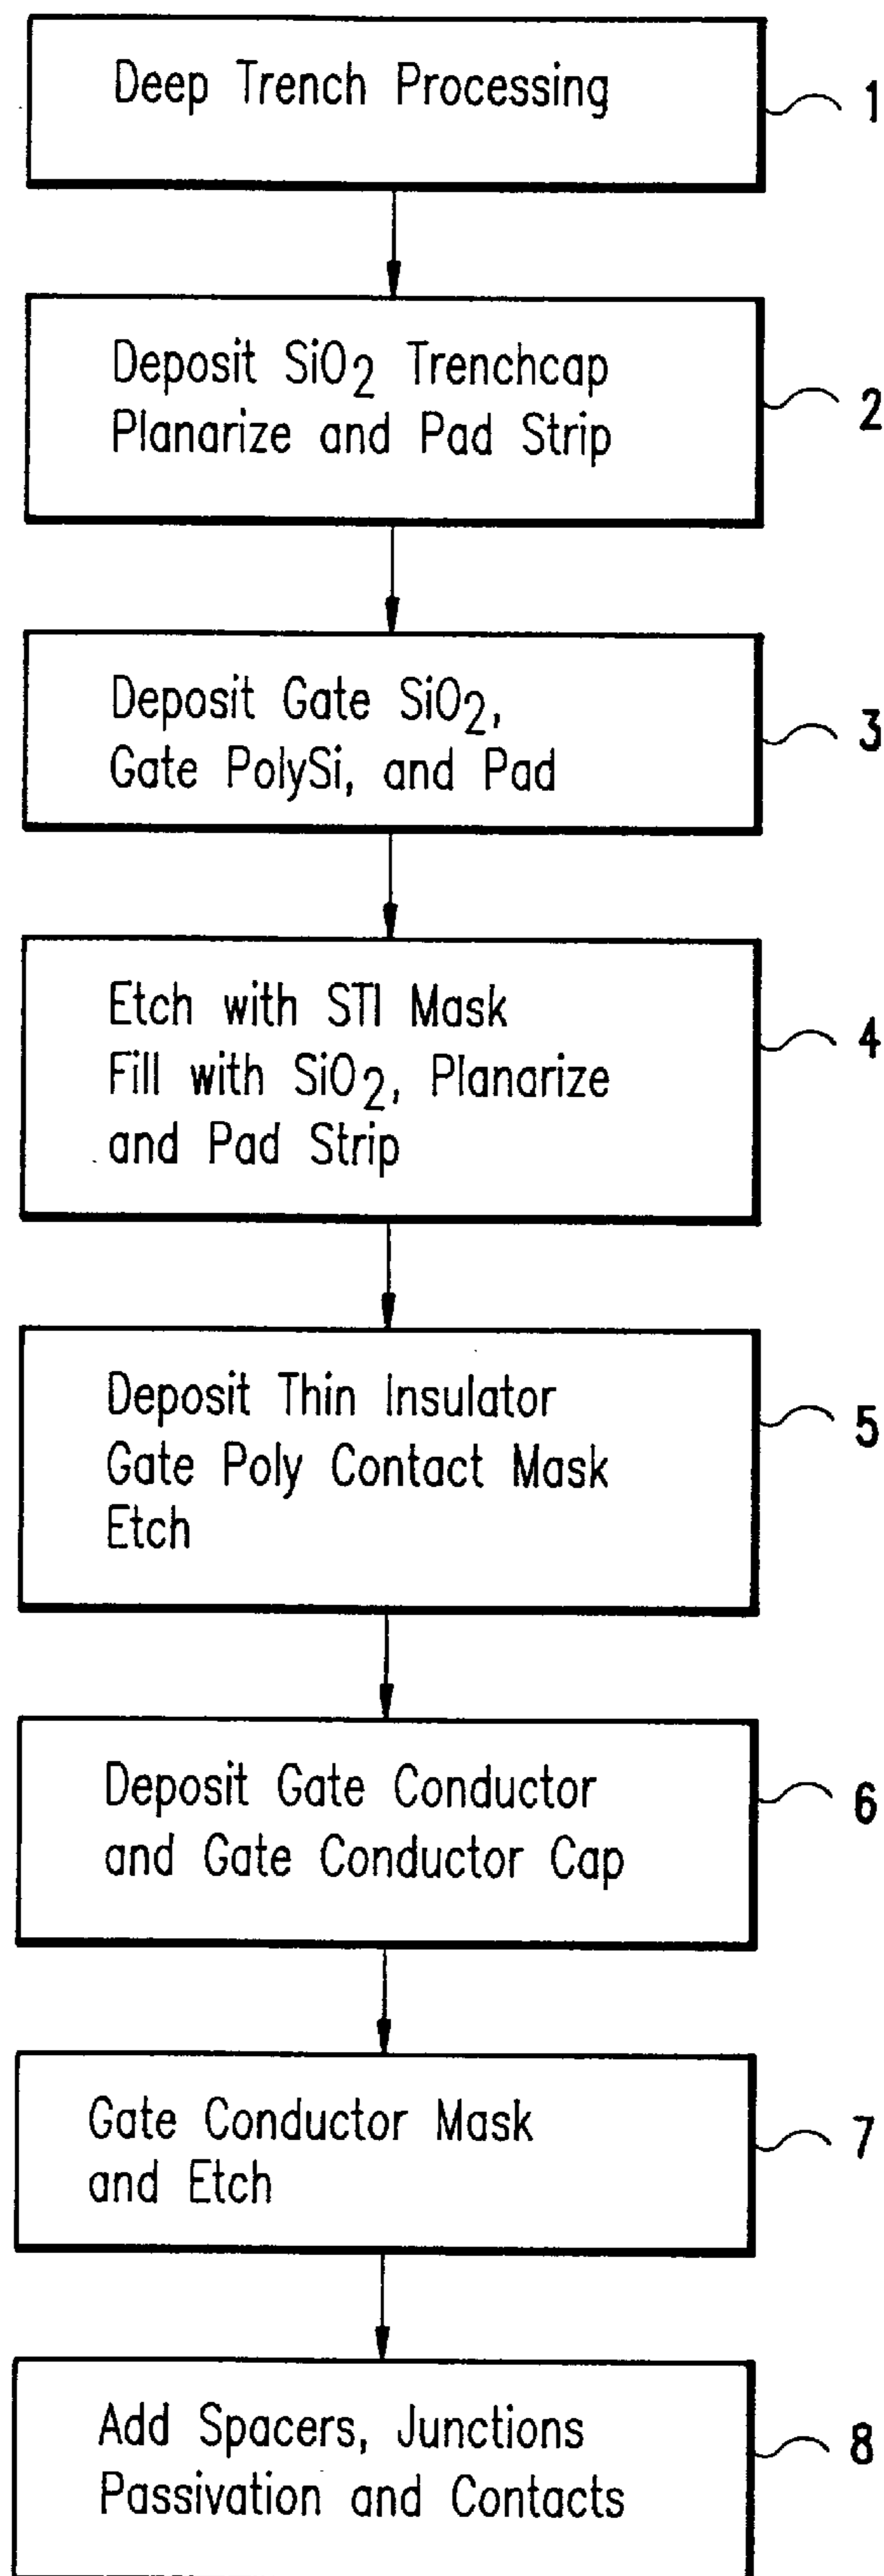 Deep Trench Processing
1
Deposit SiO2 Trenchcap
Planarize and Pad Strip
2
Deposit Gate SiO2,
Gate PolySi, and Pad
3
Etch with STI Mask
Fill with SiO2, Planarize
and Pad Strip
4
Deposit Thin Insulator
Gate Poly Contact Mask
Etch
5
Deposit Gate Conductor
and Gate Conductor Cap
6
Gate Conductor Mask
and Etch
7
Add Spacers, Junctions
Passivation and Contacts
8